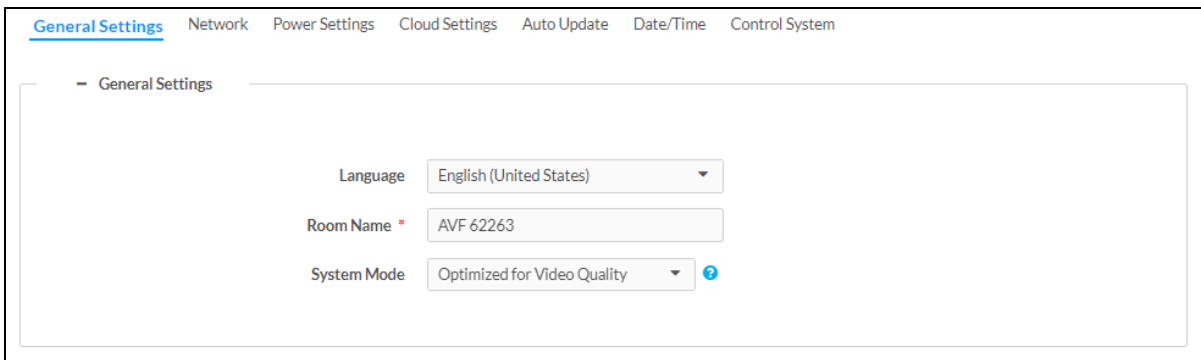 General Settings Network Power Settings Cloud Settings Auto Update Date/Time Control System
− General Settings
Language English (United States)
Room Name * AVF 62263
System Mode Optimized for Video Quality ?